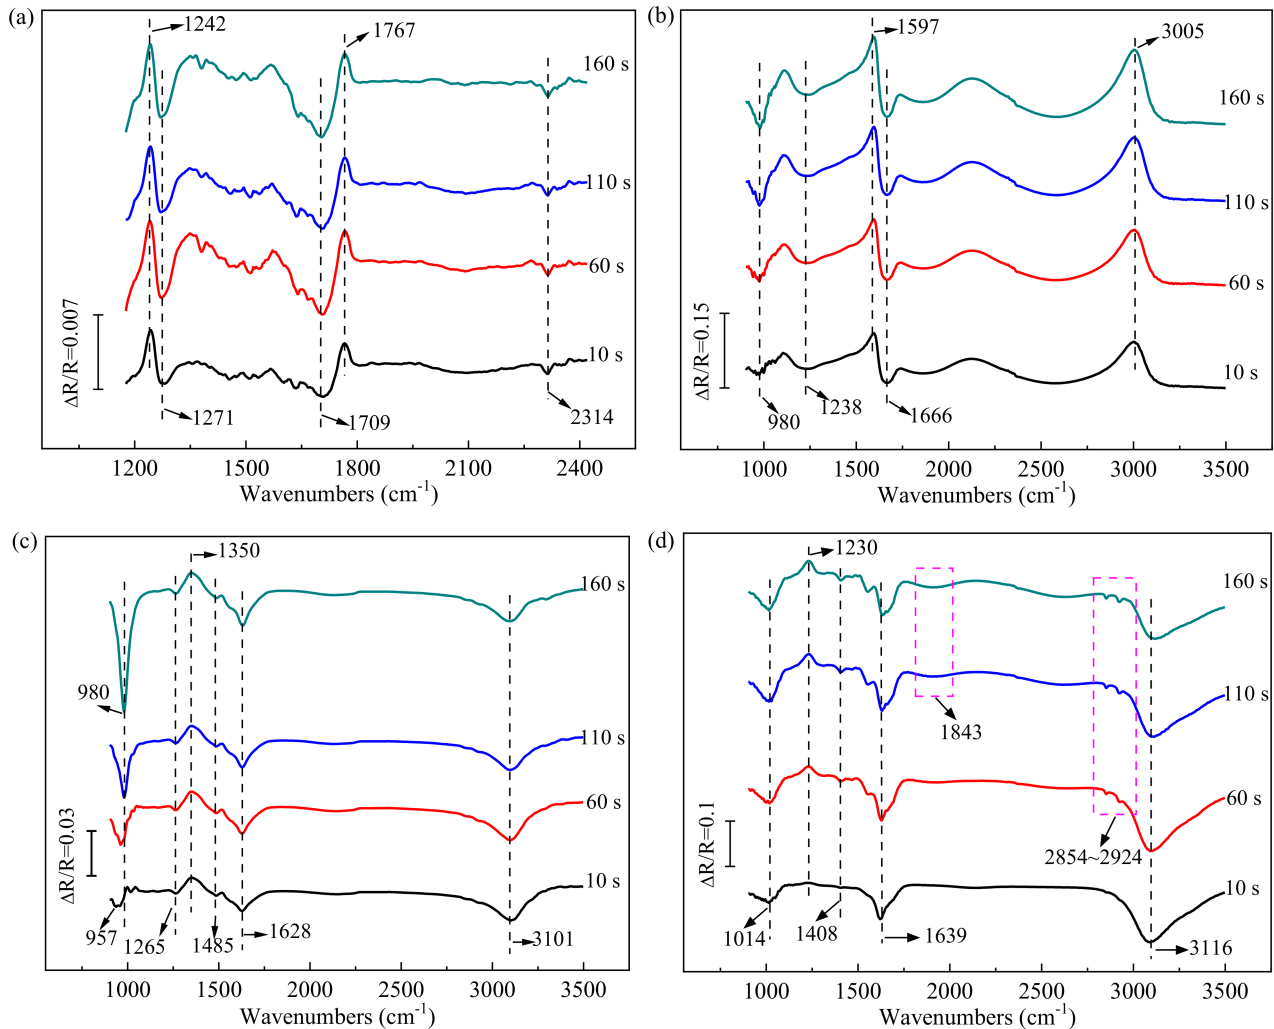 (a)
1242
1767
160 s
110 s
60 s
10 s
ΔR/R=0.007
1271
1709
2314
1200 1500 1800 2100 2400
Wavenumbers (cm-1)
(b)
1597
3005
160 s
110 s
60 s
10 s
ΔR/R=0.15
980
1238
1666
1000 1500 2000 2500 3000 3500
Wavenumbers (cm-1)
(c)
1350
160 s
980
110 s
60 s
ΔR/R=0.03
10 s
957
1265
1485
1628
3101
1000 1500 2000 2500 3000 3500
Wavenumbers (cm-1)
(d)
1230
160 s
110 s
1843
60 s
ΔR/R=0.1
2854~2924
10 s
1014
1408
1639
3116
1000 1500 2000 2500 3000 3500
Wavenumbers (cm-1)